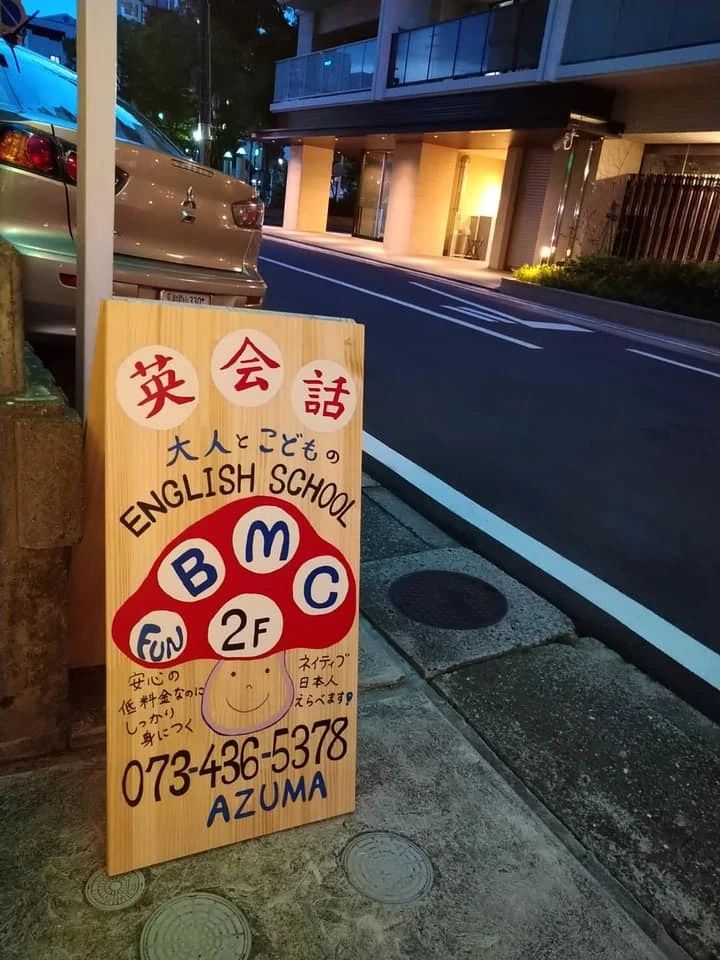 英会話
大人とこどもの
ENGLISH SCHOOL
BMC
FUN 2F
安心の
低料金なのに
しっかり
身につく
ネイティブ
日本人
えらべます!
073-436-5378
AZUMA